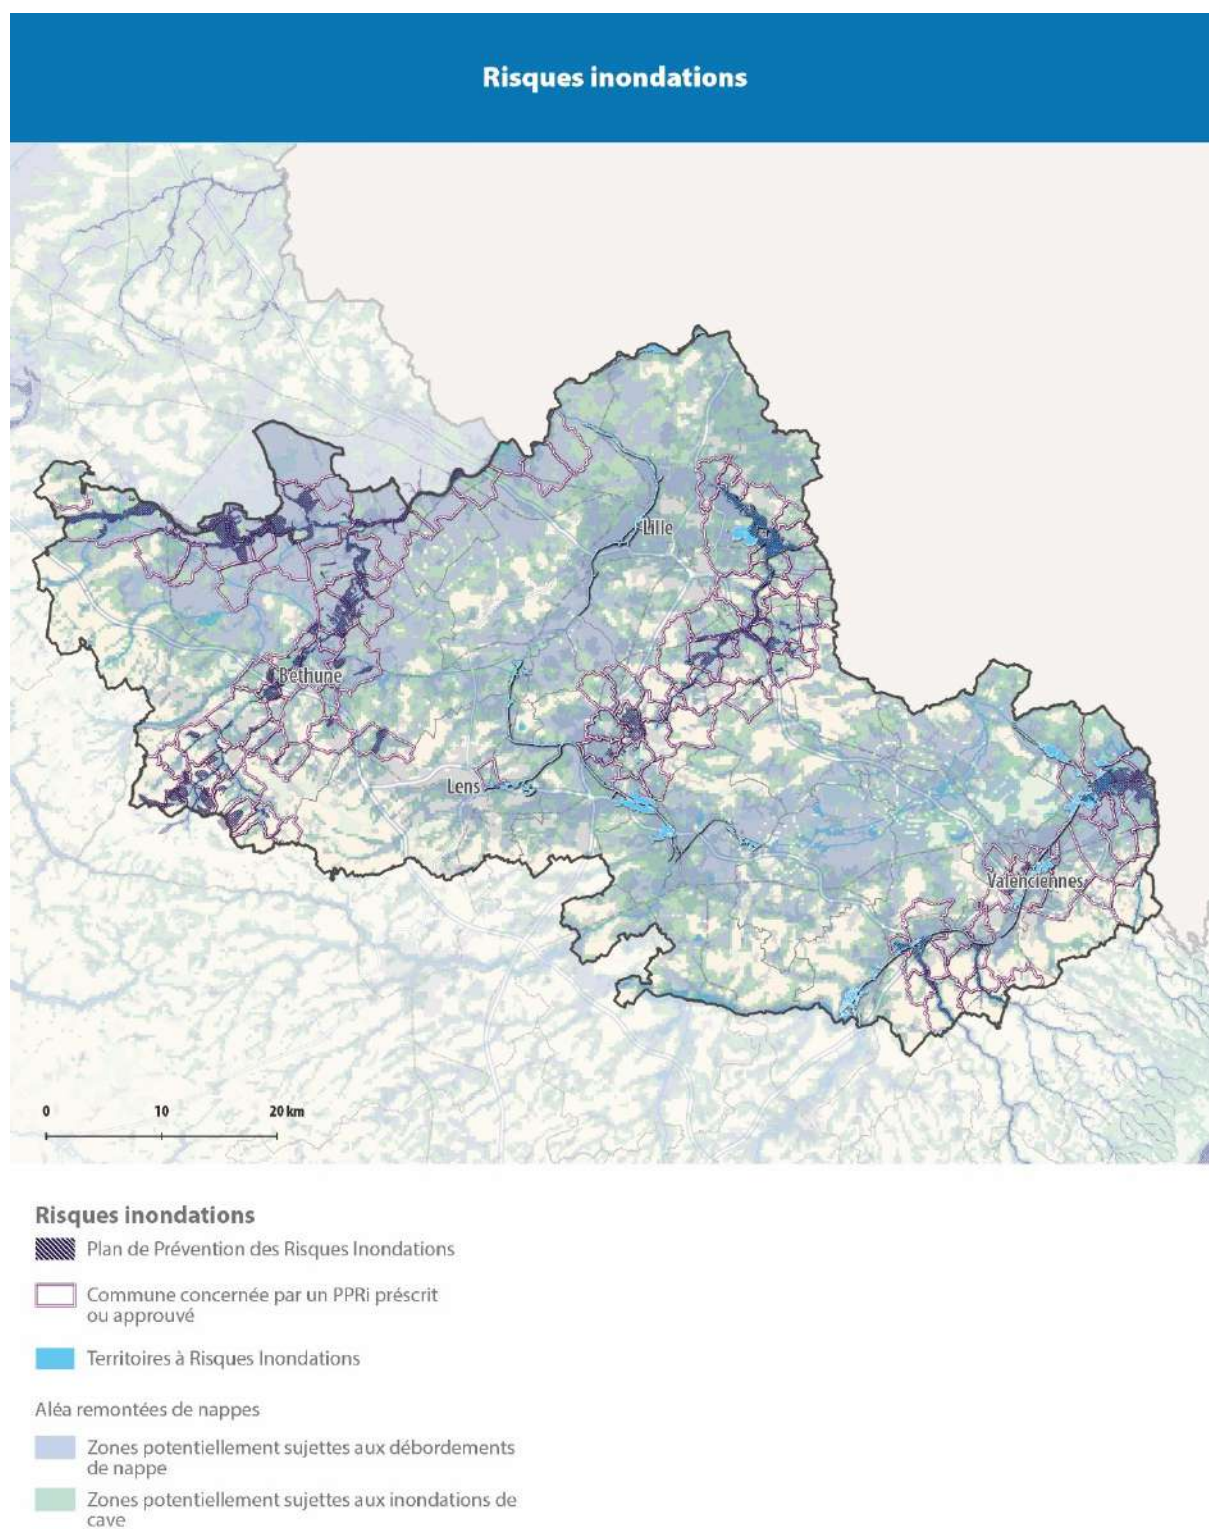 Risques inondations
Lille
Bethune
Lens
Valenciennes
0 10 20 km
Risques inondations
Plan de Prévention des Risques Inondations
Commune concernée par un PPRi préscrit
ou approuvé
Territoires à Risques Inondations
Aléa remontées de nappes
Zones potentiellement sujettes aux débordements
de nappe
Zones potentiellement sujettes aux inondations de
cave